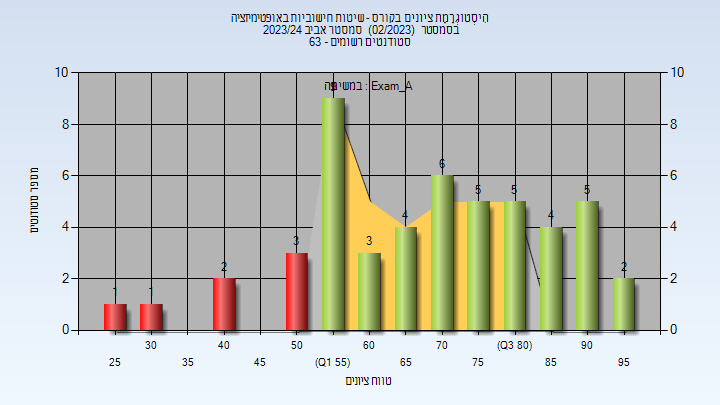 הִיסְטוֹגְרַמַת ציונים בקורס - שיטות חישוביות באופטימיזציה
בסמסטר (02/2023) סמסטר אביב 2023/24
סטודנטים רשומים - 63
במשימה : Exam_A
מספר סטודנטים
10 10
8 8
6 6
4 4
2 2
0 0
1 1 2 3 9 3 4 6 5 5 4 5 2
30 40 50 60 70 (Q3 80) 90
25 35 45 (Q1 55) 65 75 85 95
טווח ציונים